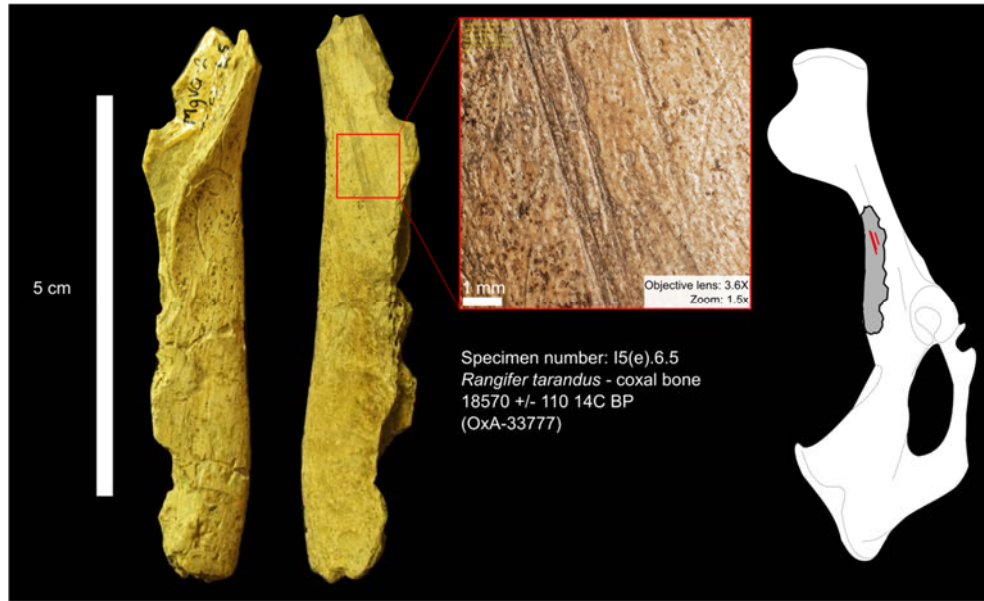 MgVG
5 cm
1 mm
Objective lens: 3.6X
Zoom: 1.5x
Specimen number: I5(e).6.5
Rangifer tarandus - coxal bone
18570 +/- 110 14C BP
(OxA-33777)